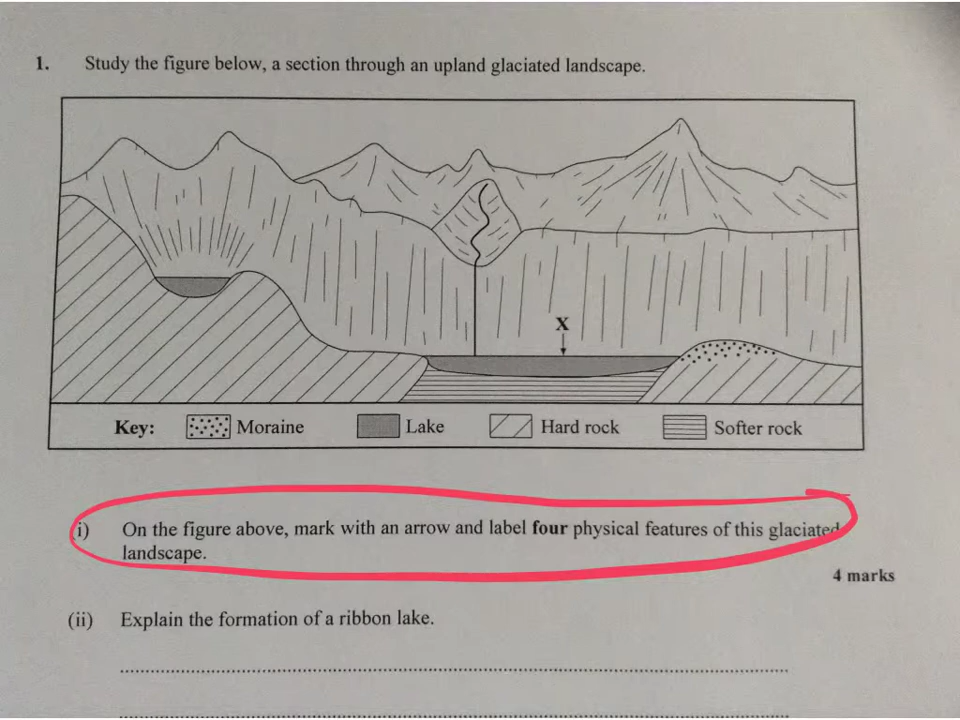 1. Study the figure below, a section through an upland glaciated landscape.
X
Key: Moraine Lake Hard rock Softer rock
i) On the figure above, mark with an arrow and label four physical features of this glaciated
landscape.
4 marks
(ii) Explain the formation of a ribbon lake.